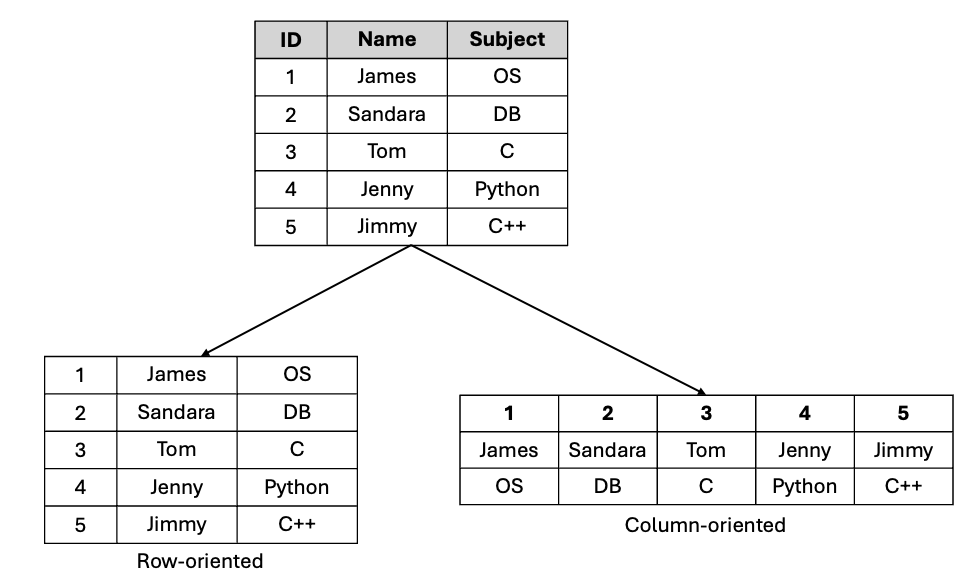 ID Name Subject
1 James OS
2 Sandara DB
3 Tom C
4 Jenny Python
5 Jimmy C++
1 James OS
2 Sandara DB
3 Tom C
4 Jenny Python
5 Jimmy C++
Row-oriented
1 2 3 4 5
James Sandara Tom Jenny Jimmy
OS DB C Python C++
Column-oriented